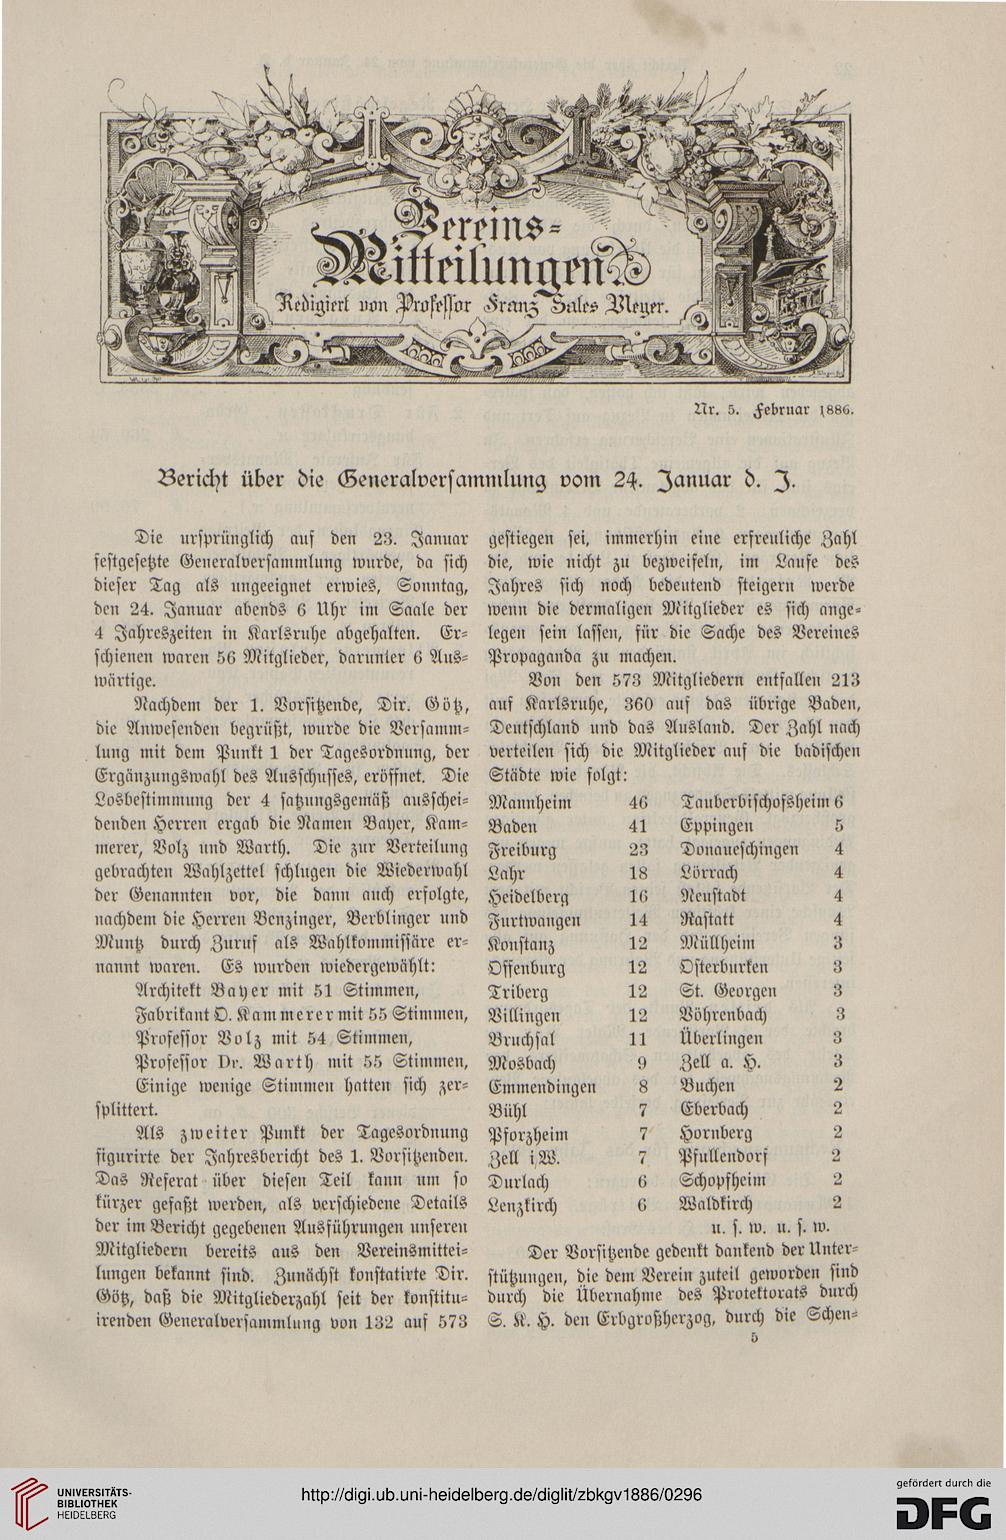 Vereins-
Mitteilungen
Redigiert von Professor Franz Sales Meyer.
Nr. 5. Februar 1886.
Bericht über die Generalversammlung vom 24. Januar d. J.
Die ursprünglich auf den 23. Januar
festgesetzte Generalversammlung wurde, da sich
dieser Tag als ungeeignet erwies, Sonntag,
den 24. Januar abends 6 Uhr im Saale der
4 Jahreszeiten in Karlsruhe abgehalten. Er-
schienen waren 56 Mitglieder, darunter 6 Aus-
wärtige.
Nachdem der 1. Vorsitzende, Dir. Götz,
die Anwesenden begrüßt, wurde die Versamm-
lung mit dem Punkt 1 der Tagesordnung, der
Ergänzungswahl des Ausschusses, eröffnet. Die
Losbestimmung der 4 satzungsgemäß ausschei-
denden Herren ergab die Namen Bayer, Kam-
merer, Volz und Warth. Die zur Verteilung
gebrachten Wahlzettel schlugen die Wiederwahl
der Genannten vor, die dann auch erfolgte,
nachdem die Herren Benzinger, Berblinger und
Muntz durch Zuruf als Wahlkommissäre er-
nannt waren. Es wurden wiedergewählt:
Architekt Bayer mit 51 Stimmen,
Fabrikant O. Kammerer mit 55 Stimmen,
Professor Volz mit 54 Stimmen,
Professor Dr. Warth mit 55 Stimmen,
Einige wenige Stimmen hatten sich zer-
splittert.
Als zweiter Punkt der Tagesordnung
figurirte der Jahresbericht des 1. Vorsitzenden.
Das Referat über diesen Teil kann um so
kürzer gefaßt werden, als verschiedene Details
der im Bericht gegebenen Ausführungen unseren
Mitgliedern bereits aus den Vereinsmittei-
lungen bekannt sind. Zunächst konstatirte Dir.
Götz, daß die Mitgliederzahl seit der konstitu-
irenden Generalversammlung von 132 auf 573
gestiegen sei, immerhin eine erfreuliche Zahl
die, wie nicht zu bezweifeln, im Laufe des
Jahres sich noch bedeutend steigern werde
wenn die dermaligen Mitglieder es sich ange-
legen sein lassen, für die Sache des Vereines
Propaganda zu machen.
Von den 573 Mitgliedern entfallen 213
auf Karlsruhe, 360 auf das übrige Baden,
Deutschland und das Ausland. Der Zahl nach
verteilen sich die Mitglieder auf die badischen
Städte wie folgt:
Mannheim 46 Tauberbischofsheim 6
Baden 41 Eppingen 5
Freiburg 23 Donaueschingen 4
Lahr 18 Lörrach 4
Heidelberg 16 Neustadt 4
Furtwangen 14 Rastatt 4
Konstanz 12 Müllheim 3
Offenburg 12 Osterburken 3
Triberg 12 St. Georgen 3
Villingen 12 Vöhrenbach 3
Bruchsal 11 Überlingen 3
Mosbach 9 Zell a. H. 3
Emmendingen 8 Buchen 2
Bühl 7 Eberbach 2
Pforzheim 7 Hornberg 2
Zell i. W. 7 Pfullendorf 2
Durlach 6 Schopfheim 2
Lenzkirch 6 Waldkirch 2
u. s. w. u. s. w.
Der Vorsitzende gedenkt dankend der Unter-
stützungen, die dem Verein zuteil geworden sind
durch die Übernahme des Protektorats durch
S. K. H. den Erbgroßherzog, durch die Schen-
5
UNIVERSITÄTS-
BIBLIOTHEK
HEIDELBERG
http://digi.ub.uni-heidelberg.de/diglit/zbkgv1886/0296
gefördert durch die
DFG